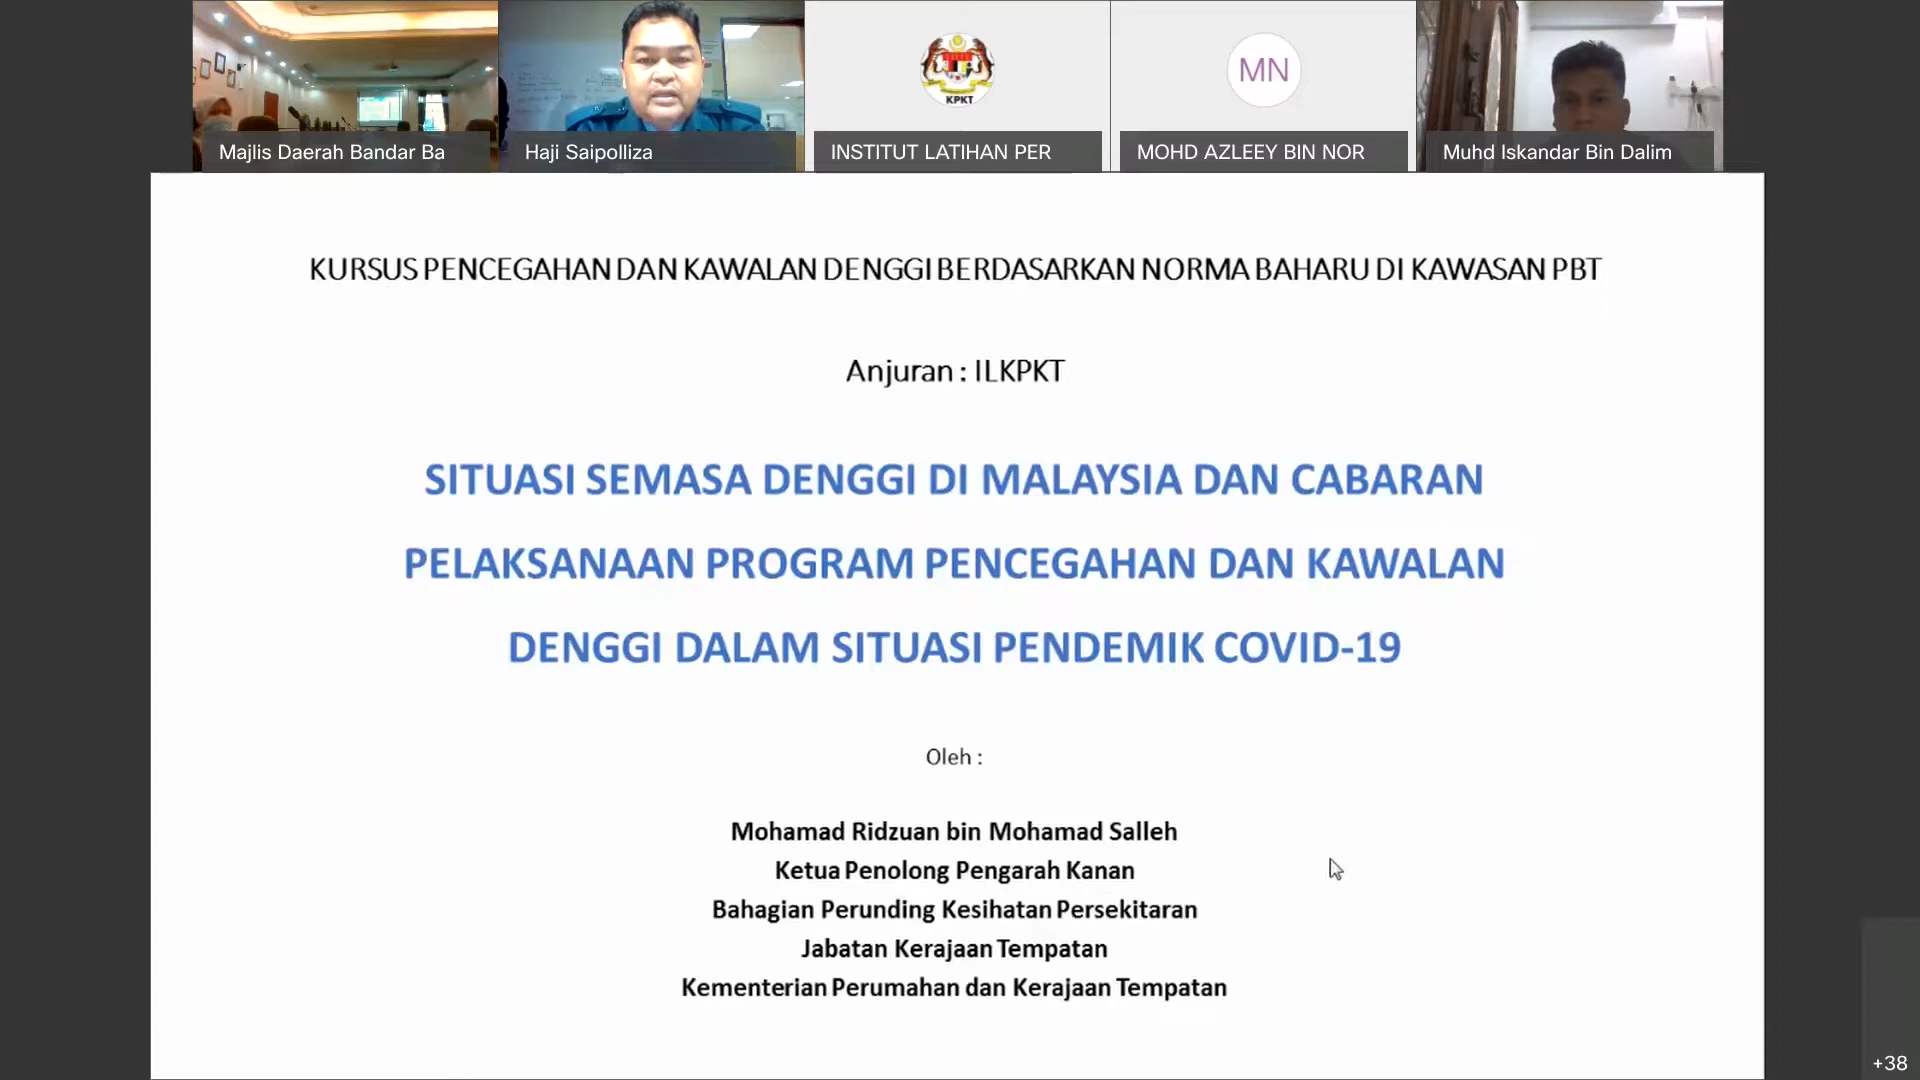 Majlis Daerah Bandar Ba
Haji Saipolliza
KPKT
INSTITUT LATIHAN PER
MN
MOHD AZLEEY BIN NOR
Muhd Iskandar Bin Dalim
KURSUS PENCEGAHAN DAN KAWALAN DENGGI BERDASARKAN NORMA BAHARU DI KAWASAN PBT
Anjuran : ILKPKT
SITUASI SEMASA DENGGI DI MALAYSIA DAN CABARAN
PELAKSANAAN PROGRAM PENCEGAHAN DAN KAWALAN
DENGGI DALAM SITUASI PENDEMIK COVID-19
Oleh :
Mohamad Ridzuan bin Mohamad Salleh
Ketua Penolong Pengarah Kanan
Bahagian Perunding Kesihatan Persekitaran
Jabatan Kerajaan Tempatan
Kementerian Perumahan dan Kerajaan Tempatan
+38